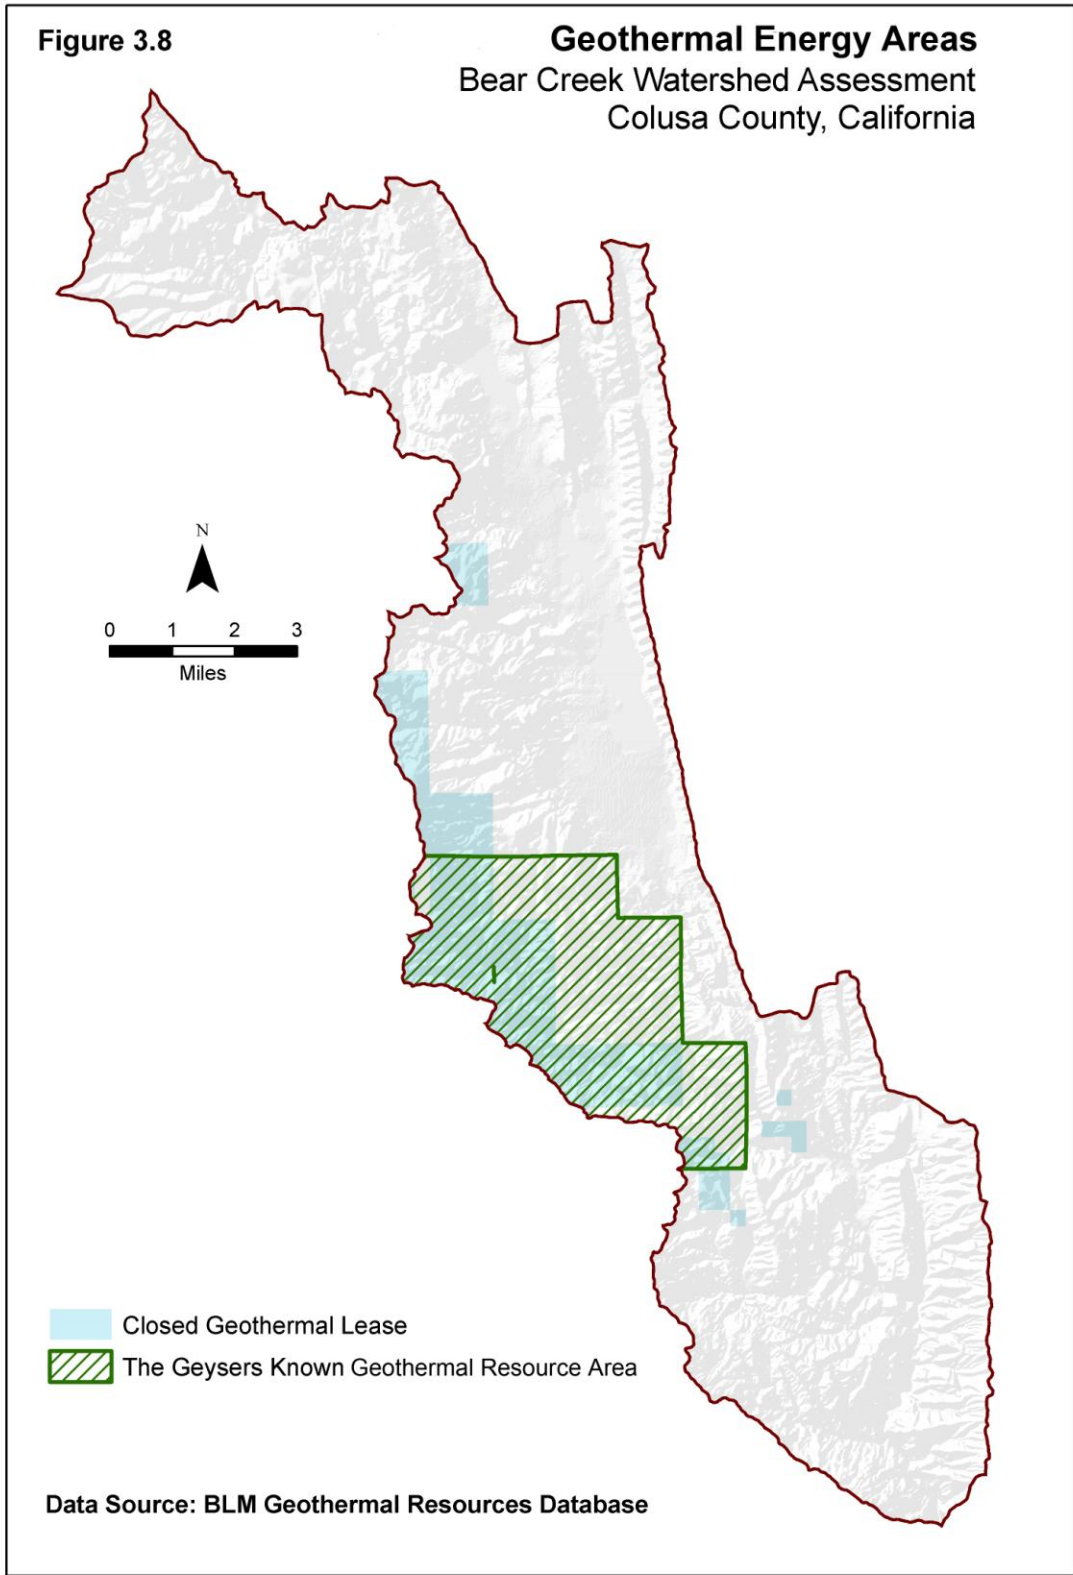 Figure 3.8
Geothermal Energy Areas
Bear Creek Watershed Assessment
Colusa County, California
N
0 1 2 3
Miles
Closed Geothermal Lease
The Geysers Known Geothermal Resource Area
Data Source: BLM Geothermal Resources Database